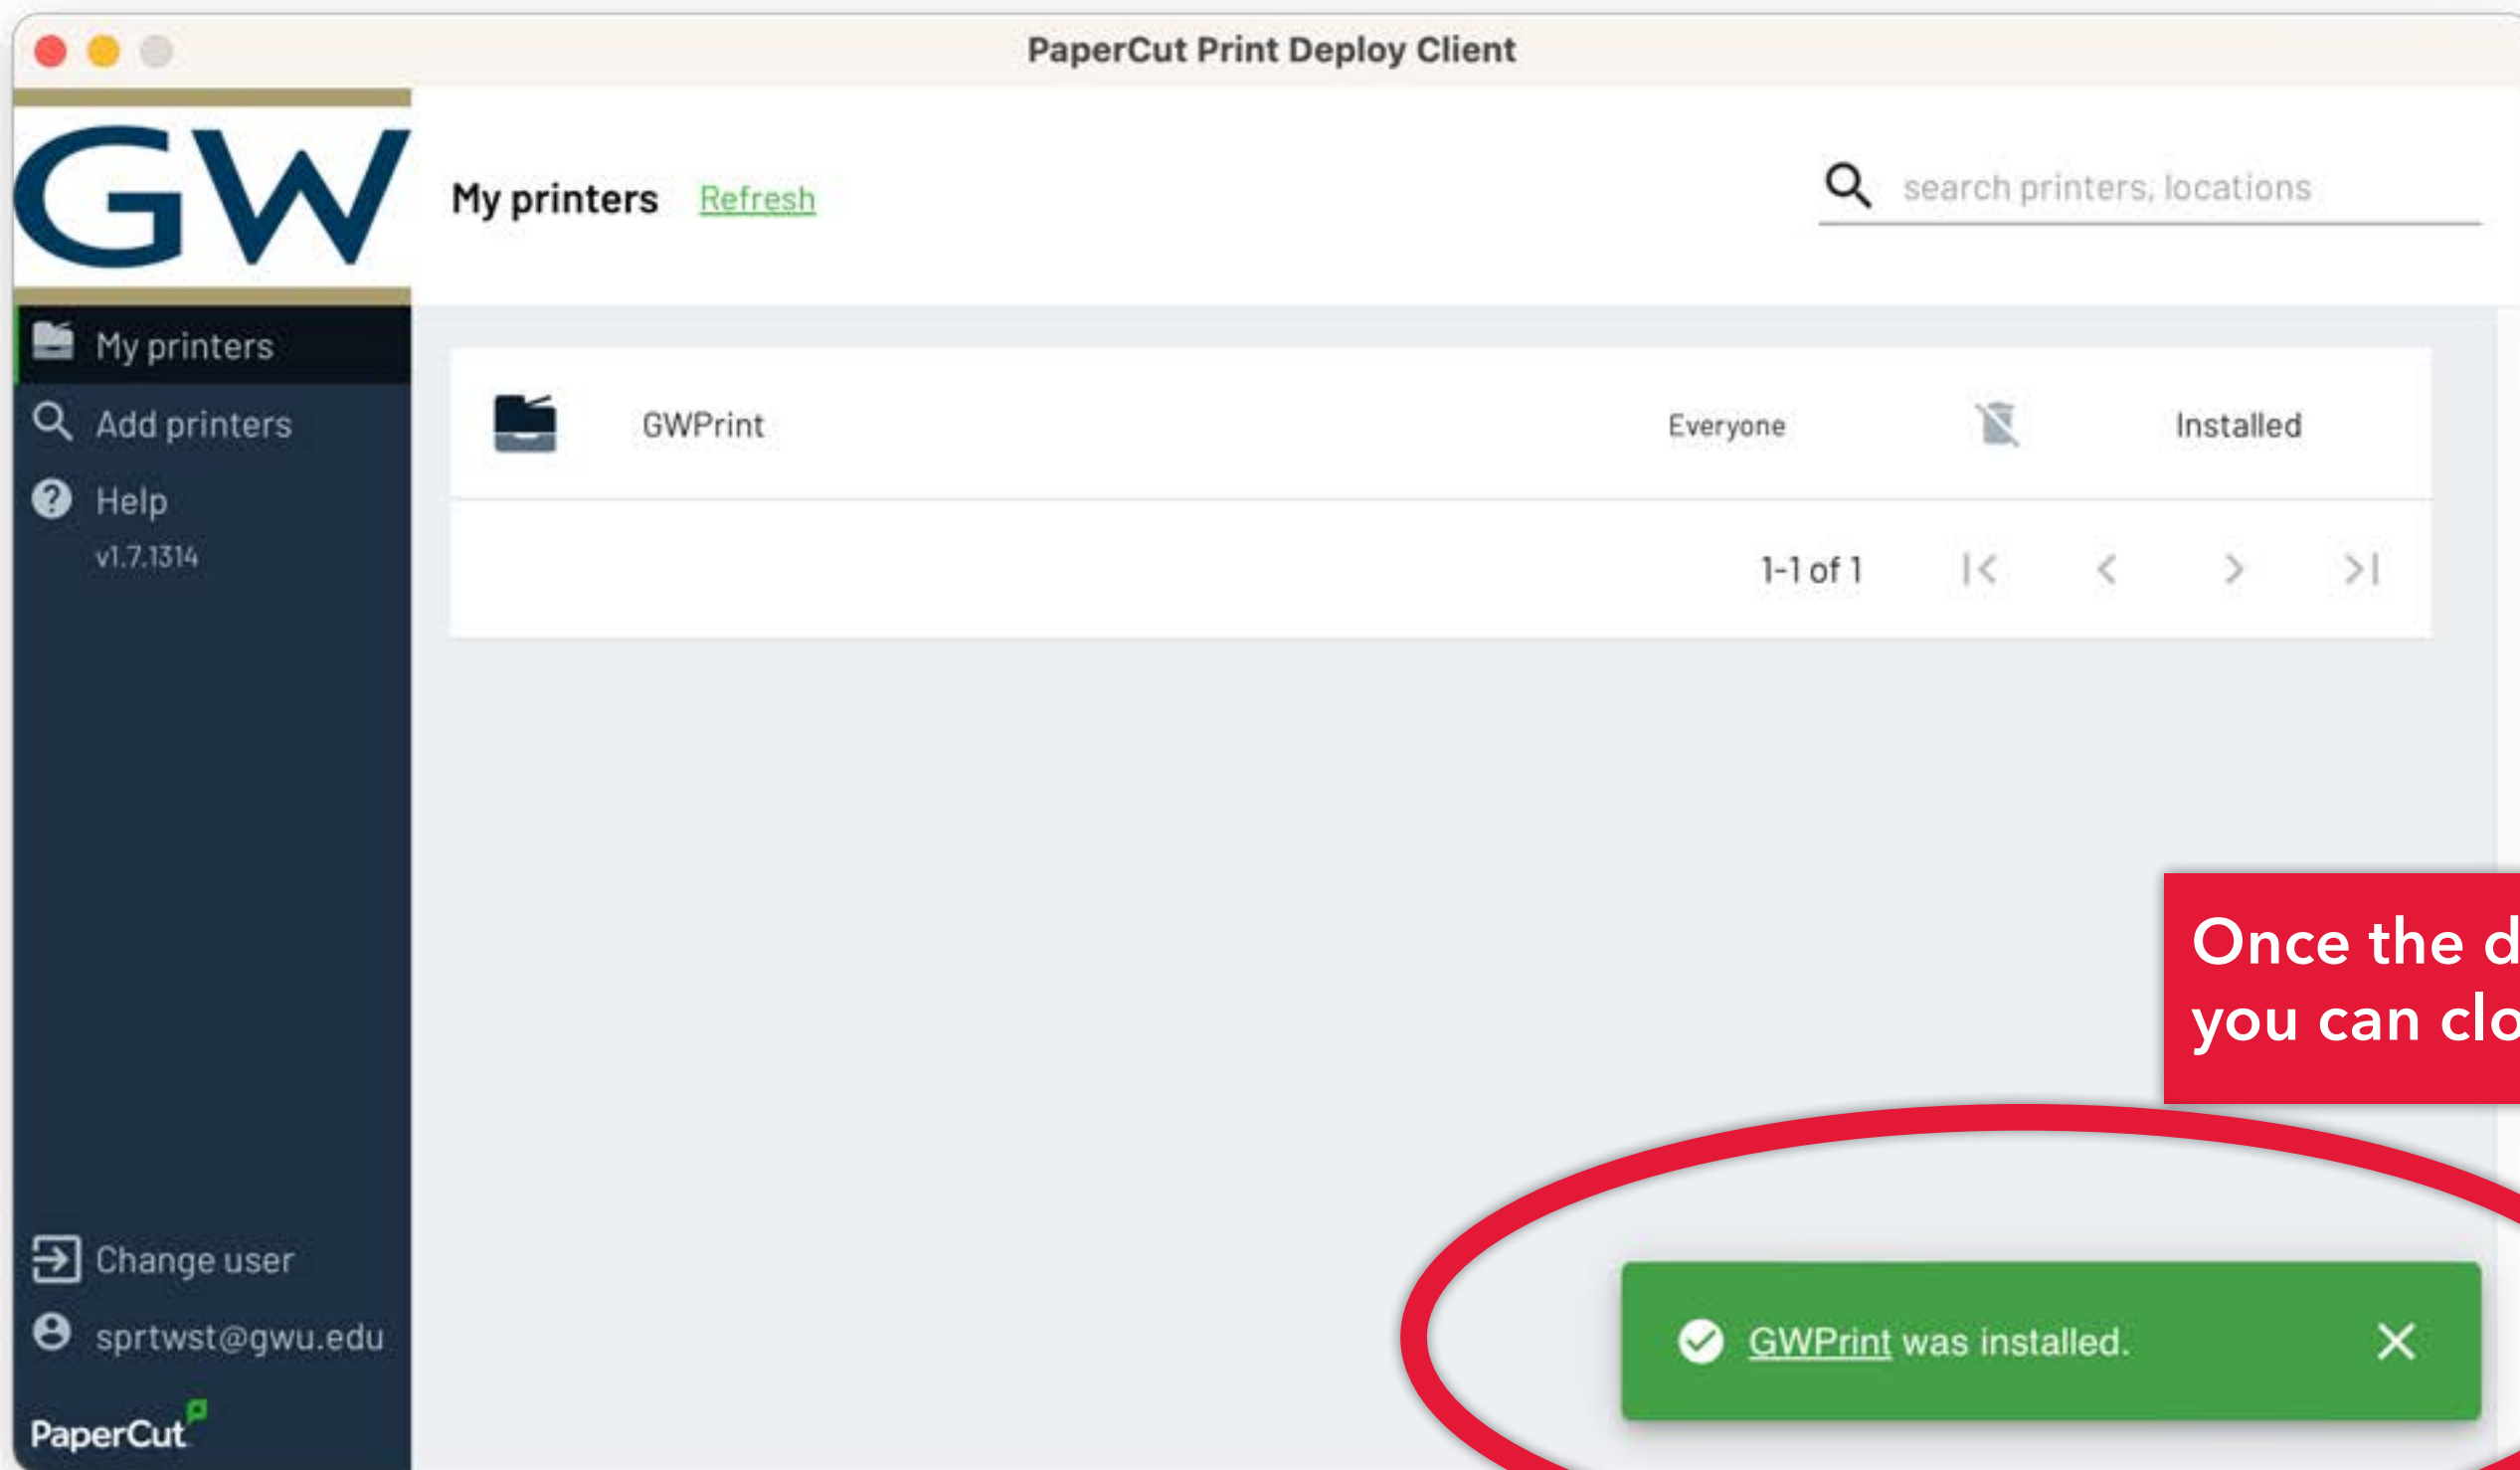 PaperCut Print Deploy Client
GW
My printers Refresh
search printers, locations
My printers
Add printers
Help
v1.7.1314
GWPrint Everyone Installed
1-1 of 1
Once the
you can
GWPrint was installed.
Change user
sprtwst@gwu.edu
PaperCut